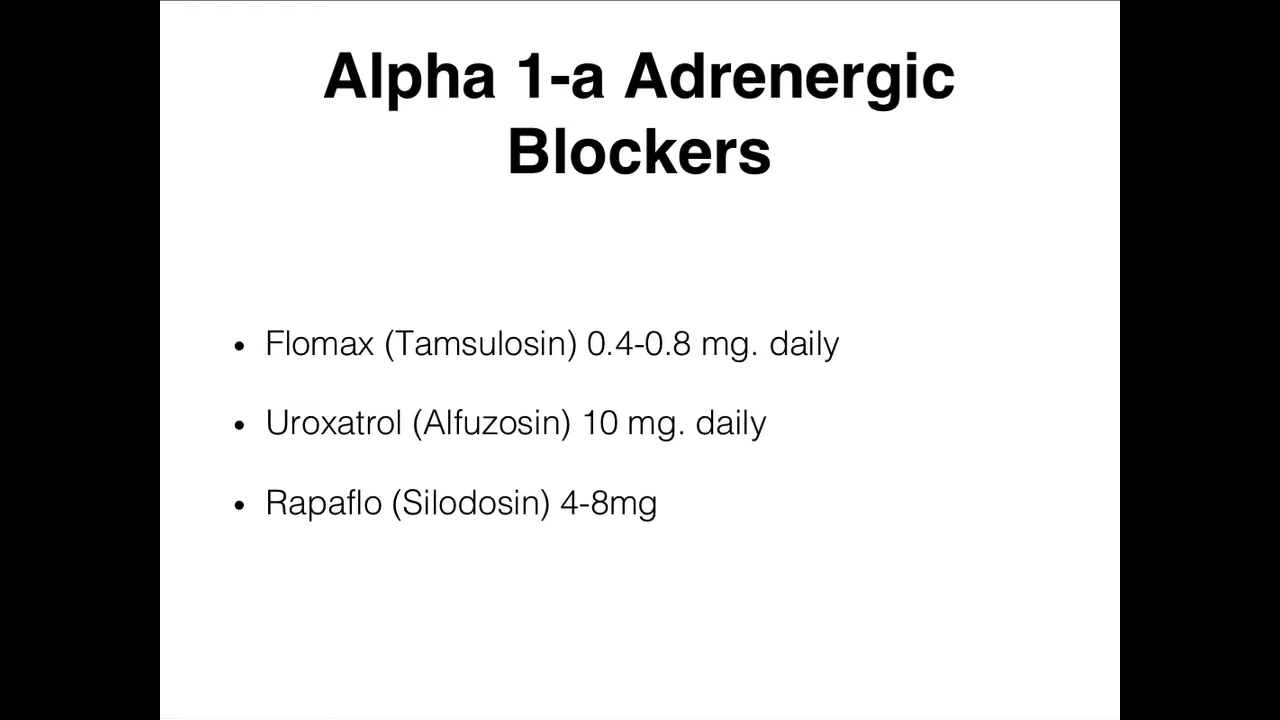 Alpha 1-a Adrenergic
Blockers
• Flomax (Tamsulosin) 0.4-0.8 mg. daily
• Uroxatrol (Alfuzosin) 10 mg. daily
• Rapaflo (Silodosin) 4-8mg